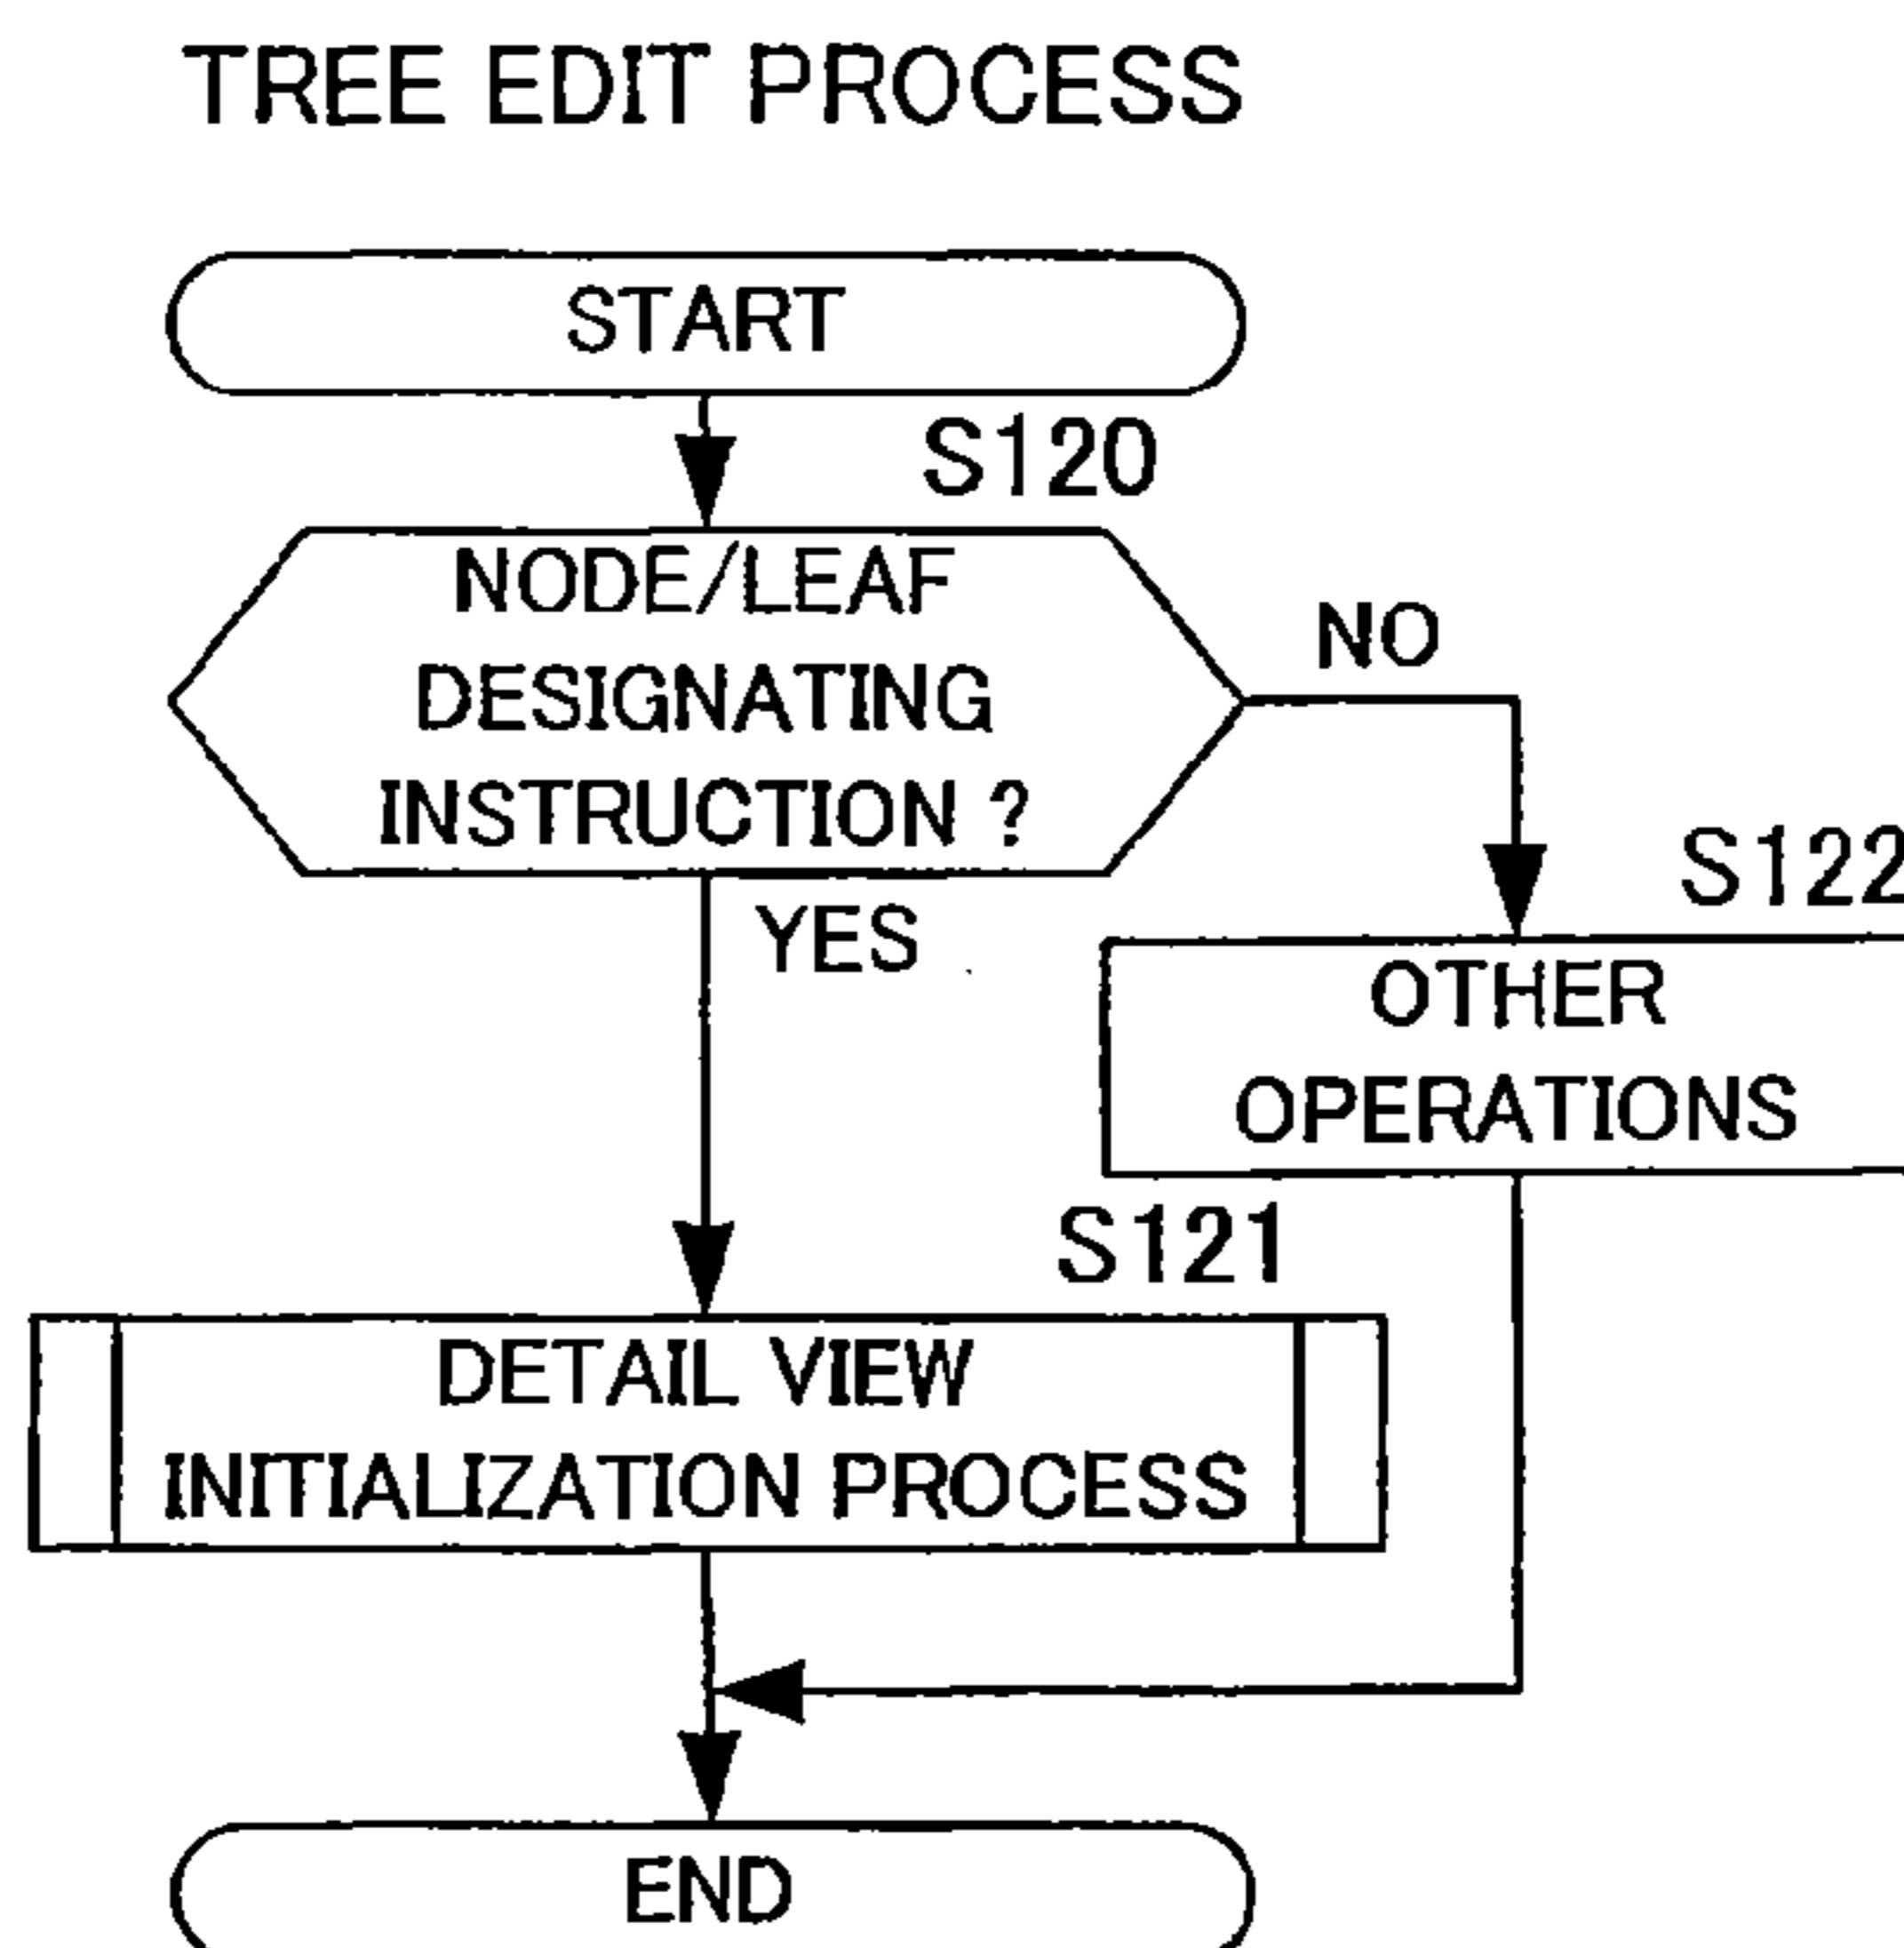 TREE EDIT PROCESS
START
S120
NODE/LEAF
DESIGNATING
INSTRUCTION ?
NO
YES
S122
OTHER
OPERATIONS
S121
DETAIL VIEW
INITIALIZATION PROCESS
END